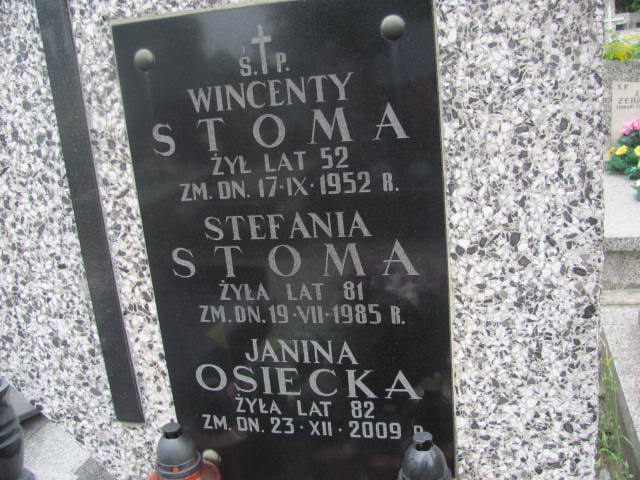 Ś. P.
WINCENTY
STOMA
ŻYŁ LAT 52
ZM. DN. 17·IX·1952 R.
STEFANIA
STOMA
ŻYŁA LAT 81
ZM. DN. 19·VII·1985 R.
JANINA
OSIECKA
ŻYŁA LAT 82
ZM. DN. 23·XII·2009 R.
Ś P